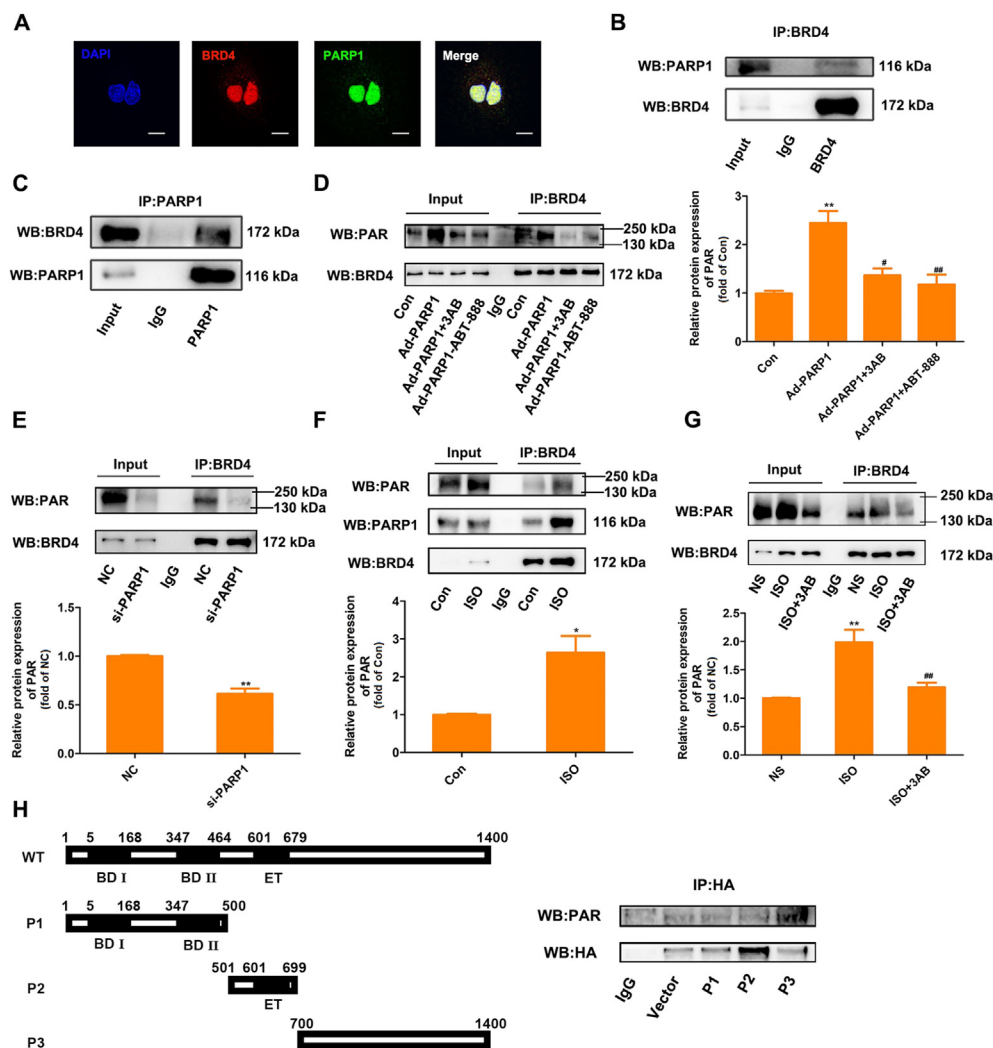 A
DAPI
BRD4
PARP1
Merge
B
IP:BRD4
WB:PARP1
116 kDa
WB:BRD4
172 kDa
Input
IgG
BRD4
C
IP:PARP1
WB:BRD4
172 kDa
WB:PARP1
116 kDa
Input
IgG
PARP1
D
Input
IP:BRD4
WB:PAR
250 kDa
130 kDa
WB:BRD4
172 kDa
Con
Ad-PARP1
Ad-PARP1+3AB
Ad-PARP1-ABT-888
IgG
Con
Ad-PARP1
Ad-PARP1+3AB
Ad-PARP1-ABT-888
Relative protein expression
of PAR
(fold of Con)
3
2
1
0
**
#
##
Con
Ad-PARP1
Ad-PARP1+3AB
Ad-PARP1+ABT-888
E
Input
IP:BRD4
WB:PAR
250 kDa
130 kDa
WB:BRD4
172 kDa
NC
si-PARP1
IgG
NC
si-PARP1
Relative protein expression
of PAR
(fold of NC)
1.5
1.0
0.5
0.0
**
NC
si-PARP1
F
Input
IP:BRD4
WB:PAR
250 kDa
130 kDa
WB:PARP1
116 kDa
WB:BRD4
172 kDa
Con
ISO
IgG
Con
ISO
Relative protein expression
of PAR
(fold of Con)
4
3
2
1
0
*
Con
ISO
G
Input
IP:BRD4
WB:PAR
250 kDa
130 kDa
WB:BRD4
172 kDa
NS
ISO
ISO+3AB
IgG
NS
ISO
ISO+3AB
Relative protein expression
of PAR
(fold of NC)
2.5
2.0
1.5
1.0
0.5
0.0
**
##
NS
ISO
ISO+3AB
H
1 5 168 347 464 601 679 1400
WT
BD I BD II ET
1 5 168 347 500
P1
BD I BD II
501 601 699
P2
ET
700 1400
P3
IP:HA
WB:PAR
WB:HA
IgG
Vector
P1
P2
P3